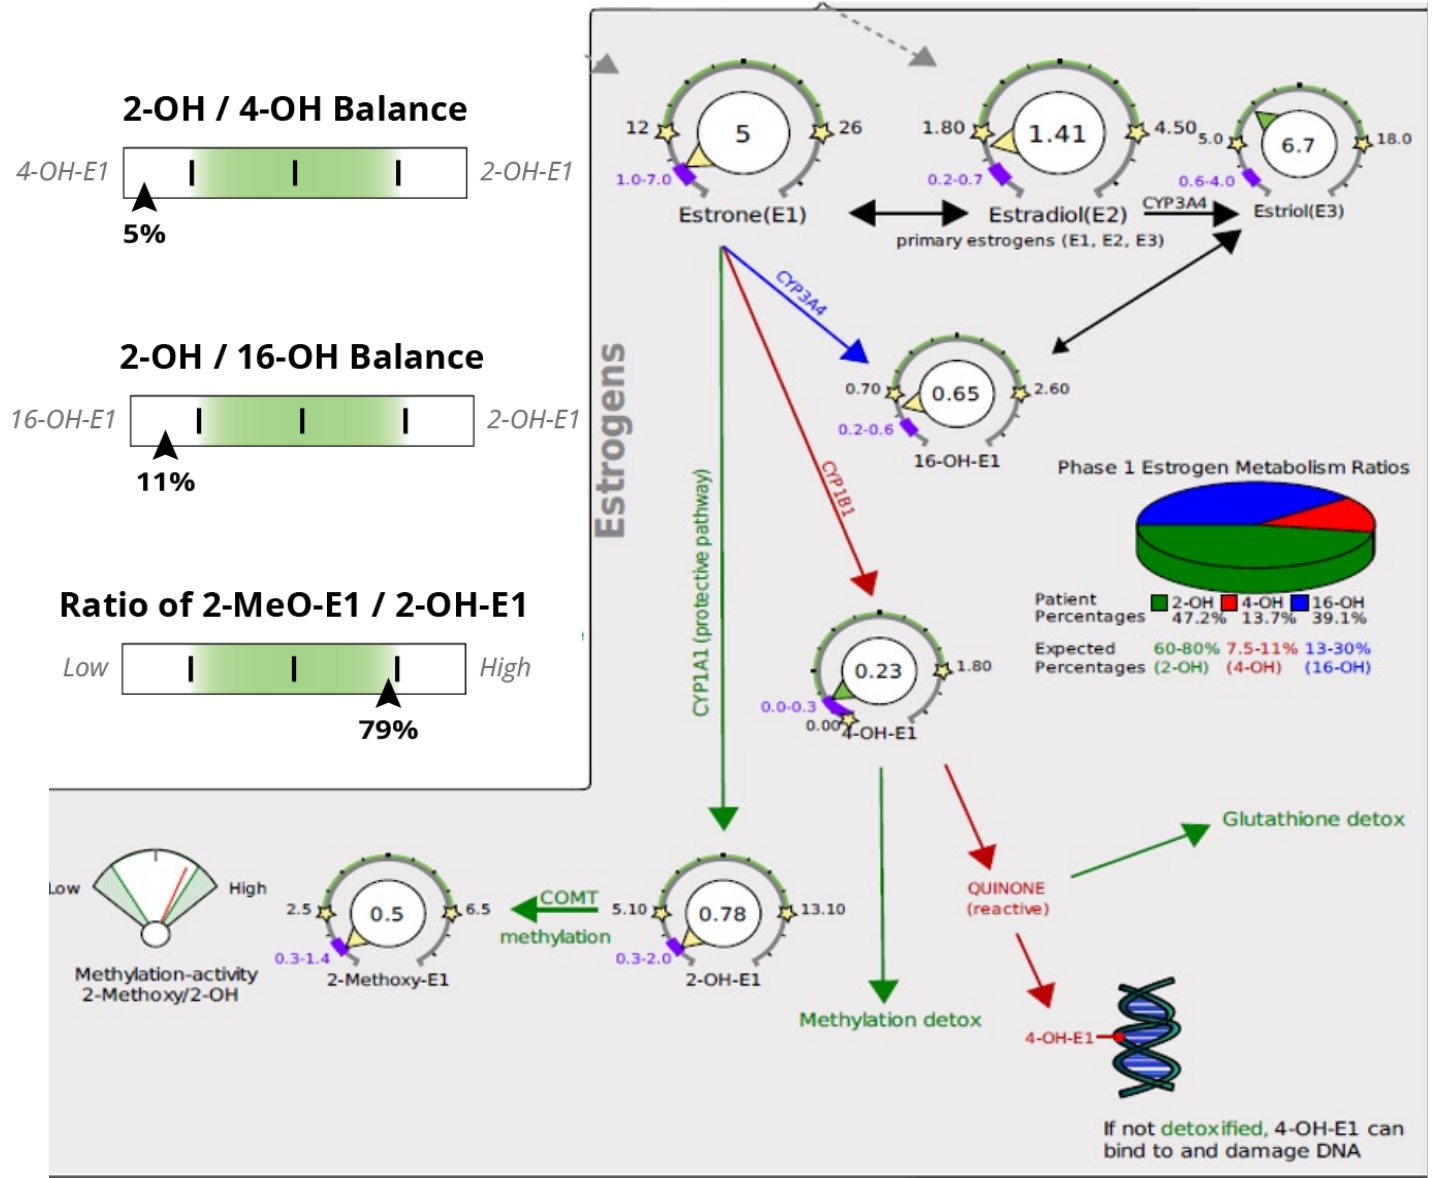 2-OH / 4-OH Balance
4-OH-E1
2-OH-E1
5%
2-OH / 16-OH Balance
16-OH-E1
2-OH-E1
11%
Ratio of 2-MeO-E1 / 2-OH-E1
Low
High
79%
Estrogens
12
5
26
1.0-7.0
Estrone(E1)
1.80
1.41
4.50
0.2-0.7
Estradiol(E2)
5.0
6.7
18.0
0.6-4.0
Estriol(E3)
CYP3A4
primary estrogens (E1, E2, E3)
CYP3A4
0.70
0.65
2.60
0.2-0.6
16-OH-E1
CYP1B1
CYP1A1 (protective pathway)
Phase 1 Estrogen Metabolism Ratios
Patient Percentages
2-OH 4-OH 16-OH
47.2% 13.7% 39.1%
Expected Percentages
60-80% 7.5-11% 13-30%
(2-OH) (4-OH) (16-OH)
0.23
1.80
0.0-0.3
0.00
4-OH-E1
Low
High
Methylation-activity
2-Methoxy/2-OH
2.5
0.5
6.5
0.3-1.4
2-Methoxy-E1
COMT
methylation
5.10
0.78
13.10
0.3-2.0
2-OH-E1
Methylation detox
QUINONE
(reactive)
Glutathione detox
4-OH-E1
If not detoxified, 4-OH-E1 can
bind to and damage DNA